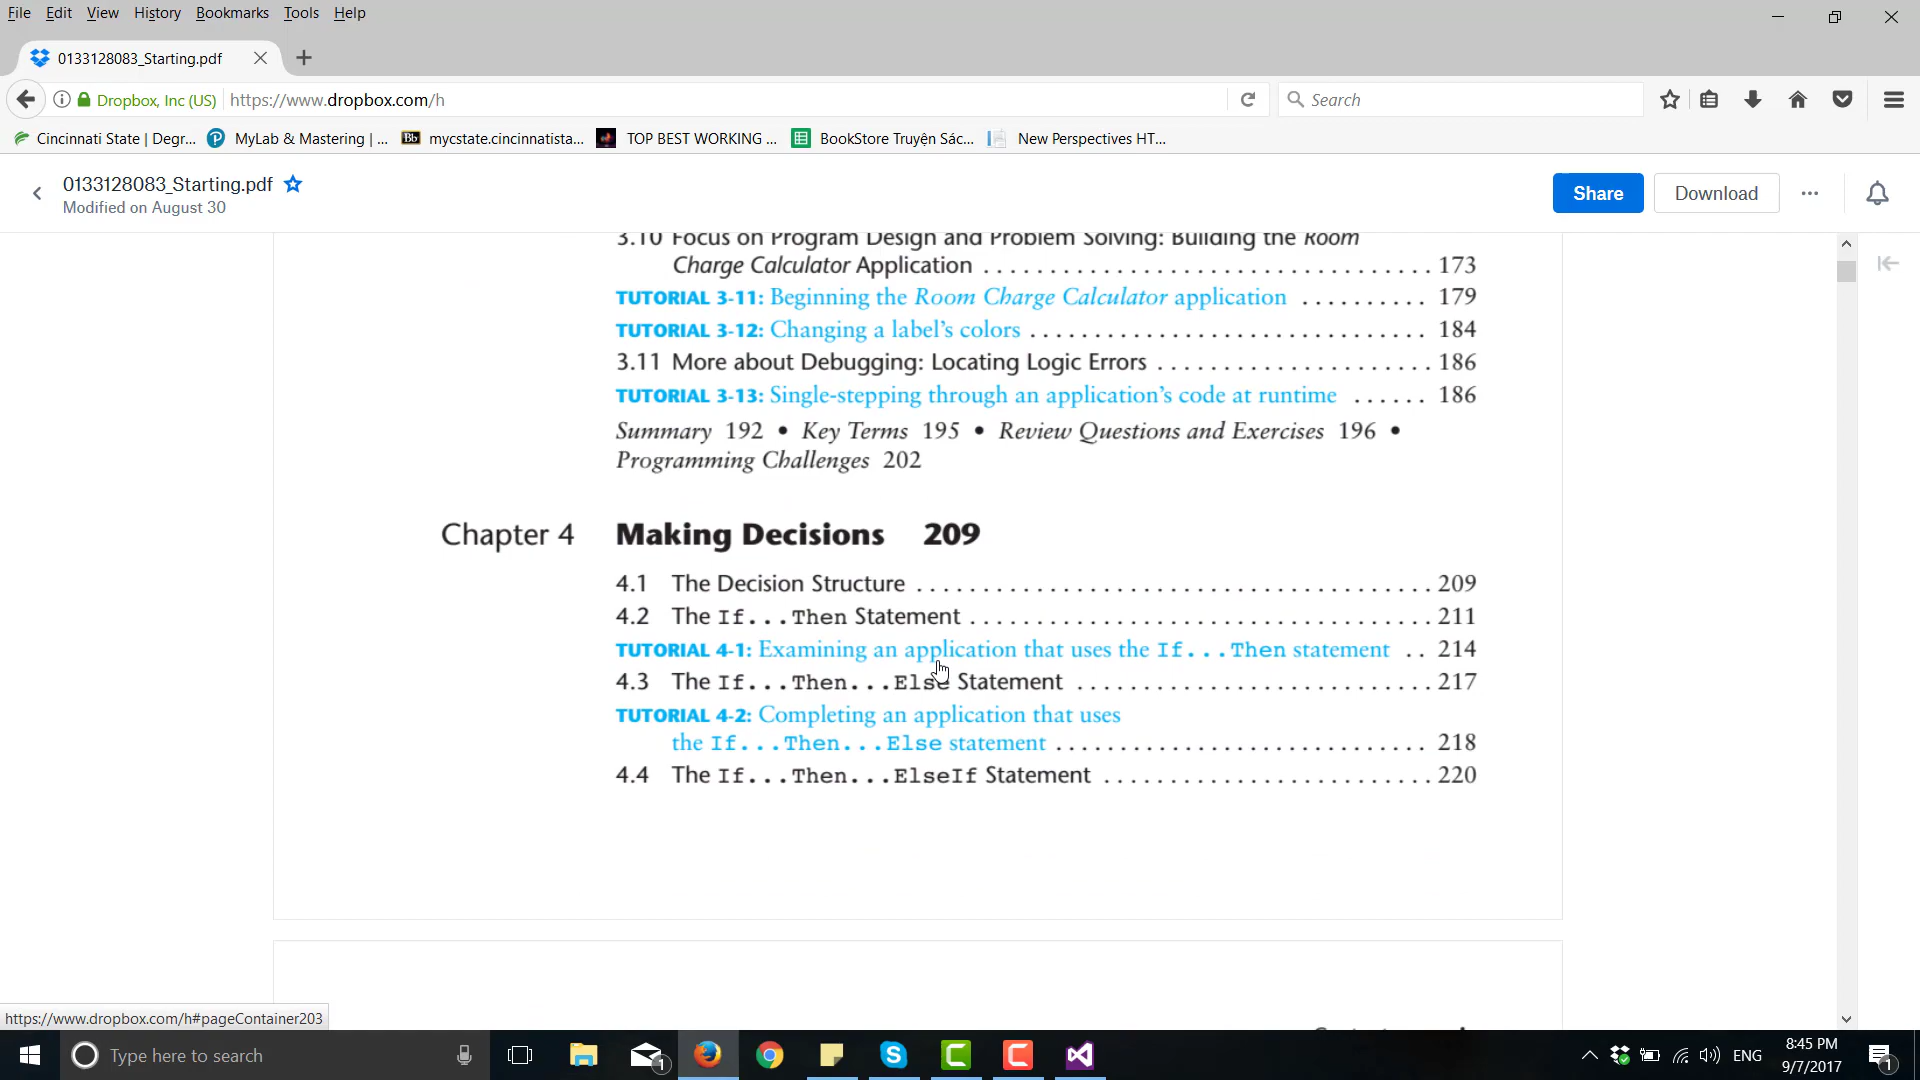 File Edit View History Bookmarks Tools Help
0133128083_Starting.pdf
Dropbox, Inc (US) https://www.dropbox.com/h
Search
Cincinnati State | Degr...
MyLab & Mastering | ...
Bb mycstate.cincinnatista...
TOP BEST WORKING ...
BookStore Truyện Sác...
New Perspectives HT...
0133128083_Starting.pdf
Modified on August 30
Share
Download
3.10 Focus on Program Design and Problem Solving: Building the Room
Charge Calculator Application . . . . . . . . . . . . . . . . . . . . . . . . . . . . . . . . . . 173
TUTORIAL 3-11: Beginning the Room Charge Calculator application . . . . . . . . . . 179
TUTORIAL 3-12: Changing a label's colors . . . . . . . . . . . . . . . . . . . . . . . . . . . . . . 184
3.11 More about Debugging: Locating Logic Errors . . . . . . . . . . . . . . . . . . . . . 186
TUTORIAL 3-13: Single-stepping through an application's code at runtime . . . . . . 186
Summary 192 • Key Terms 195 • Review Questions and Exercises 196 •
Programming Challenges 202
Chapter 4 Making Decisions 209
4.1 The Decision Structure . . . . . . . . . . . . . . . . . . . . . . . . . . . . . . . . . . . . . . . 209
4.2 The If...Then Statement . . . . . . . . . . . . . . . . . . . . . . . . . . . . . . . . . . . 211
TUTORIAL 4-1: Examining an application that uses the If...Then statement . . 214
4.3 The If...Then...Else Statement . . . . . . . . . . . . . . . . . . . . . . . . . . . 217
TUTORIAL 4-2: Completing an application that uses
the If...Then...Else statement . . . . . . . . . . . . . . . . . . . . . . . . . . . . 218
4.4 The If...Then...ElseIf Statement . . . . . . . . . . . . . . . . . . . . . . . . . 220
https://www.dropbox.com/h#pageContainer203
Type here to search
1
ENG
8:45 PM
9/7/2017
1